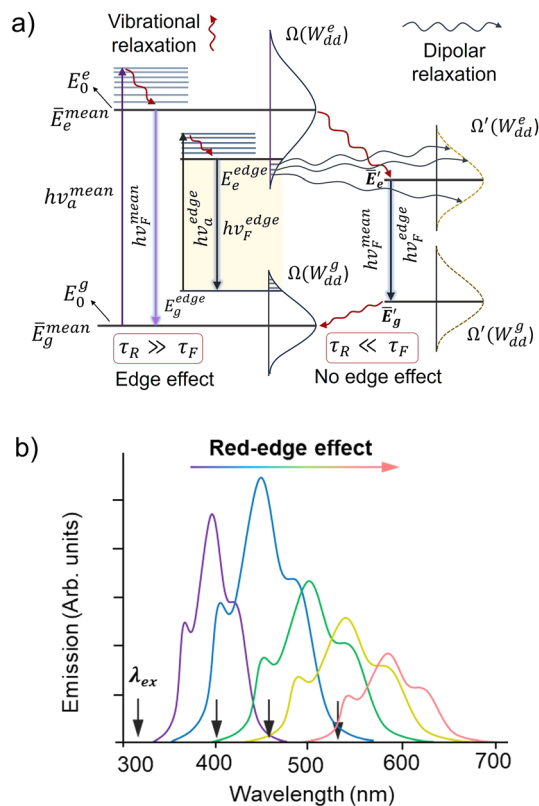 a)
Vibrational
relaxation
Ω(W_dd^e)
Dipolar
relaxation
E_0^e
Ē_e^mean
Ω′(W_dd^e)
E_e^edge
Ē′_e
hν_a^mean
hν_F^mean
hν_a^edge
hν_F^edge
hν_F^mean
hν_F^edge
Ω(W_dd^g)
E_0^g
E_g^edge
Ē_g^mean
Ē′_g
Ω′(W_dd^g)
τ_R ≫ τ_F
τ_R ≪ τ_F
Edge effect
No edge effect
b)
Red-edge effect
Emission (Arb. units)
λ_ex
300 400 500 600 700
Wavelength (nm)